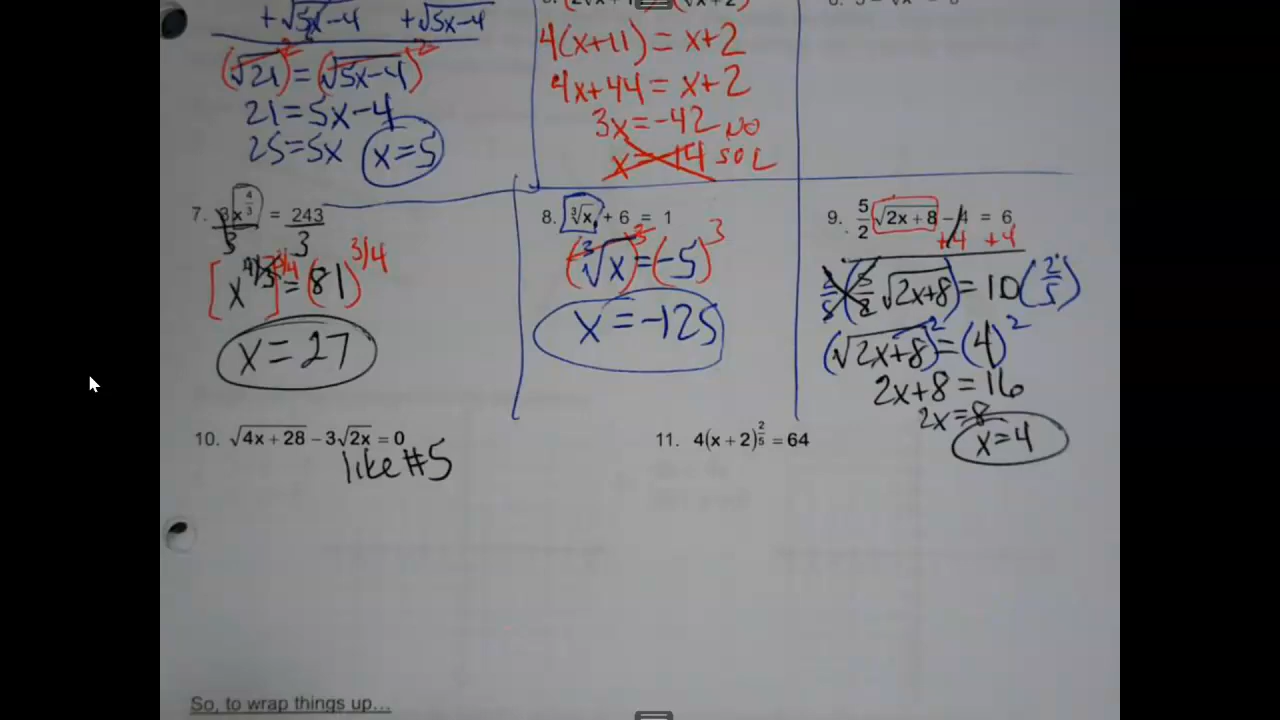 +√5x-4 +√5x-4
(√21)² = (√5x-4)²
21 = 5x-4
25 = 5x x = 5
4(x+11) = x+2
4x+44 = x+2
3x = -42 NO
x = -14 SOL
7. 3x^(4/3) = 243
3 3
[x^(4/3)]^(3/4) = (81)^(3/4)
x = 27
8. ∛x + 6 = 1
(∛x)³ = (-5)³
x = -125
9. 5/2 √2x + 8 - 4 = 6
+4 +4
2/5 (5/2 √2x+8) = 10 (2/5)
(√2x+8)² = (4)²
2x+8 = 16
2x = 8
x = 4
10. √4x + 28 - 3√2x = 0
like #5
11. 4(x + 2)^(2/5) = 64
So, to wrap things up...